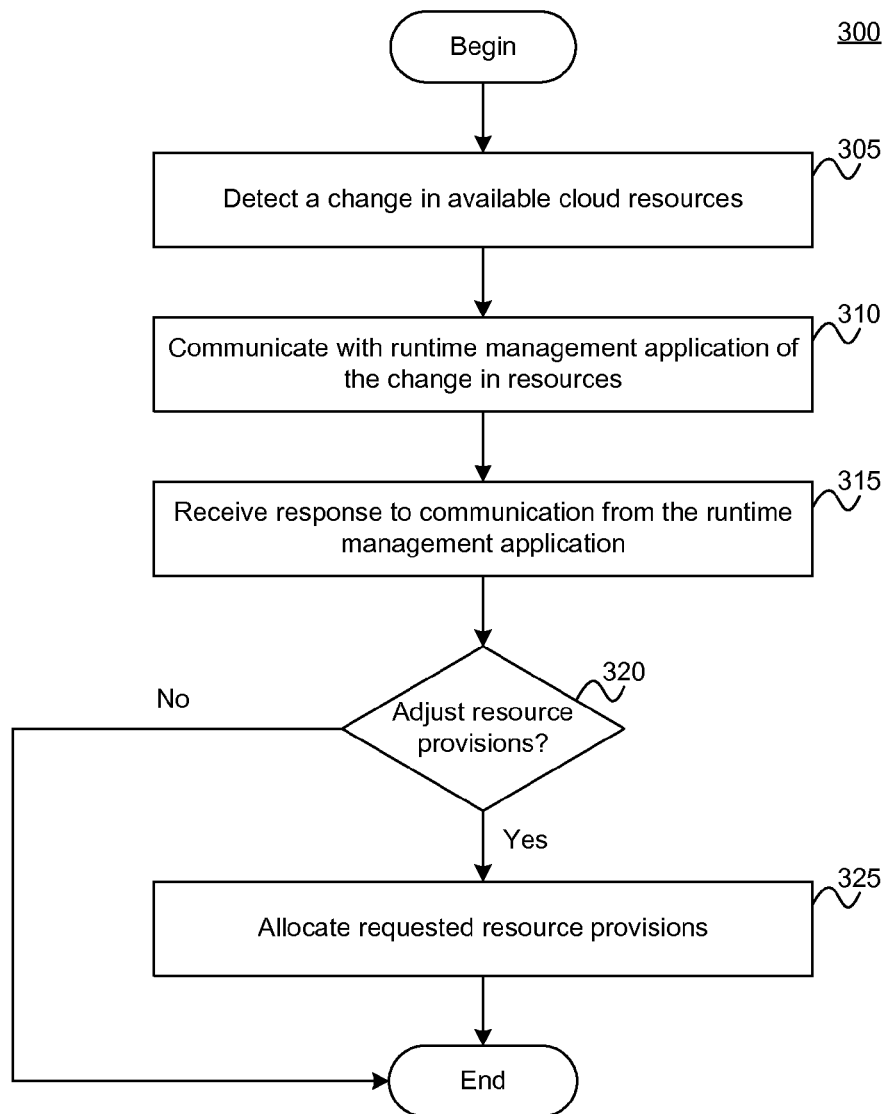 Begin
300
305
Detect a change in available cloud resources
310
Communicate with runtime management application of
the change in resources
315
Receive response to communication from the runtime
management application
320
No
Adjust resource
provisions?
Yes
325
Allocate requested resource provisions
End